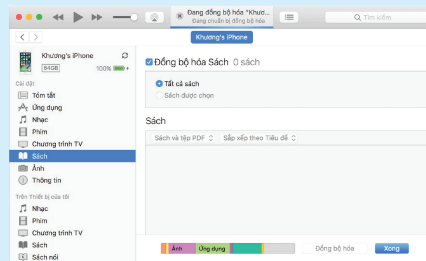 Đang đồng bộ hóa "Khươ...
Đang chuẩn bị đồng bộ hóa
Tìm kiếm
Khương's iPhone
Khương's iPhone
64GB
100%
Cài đặt
Tóm tắt
Ứng dụng
Nhạc
Phim
Chương trình TV
Sách
Ảnh
Thông tin
Trên Thiết bị của tôi
Nhạc
Phim
Chương trình TV
Sách
Sách nói
Đồng bộ hóa Sách 0 sách
Tất cả sách
Sách được chọn
Sách
Sách và tệp PDF
Sắp xếp theo Tiêu đề
Ảnh
Ứng dụng
Đồng bộ hóa
Xong